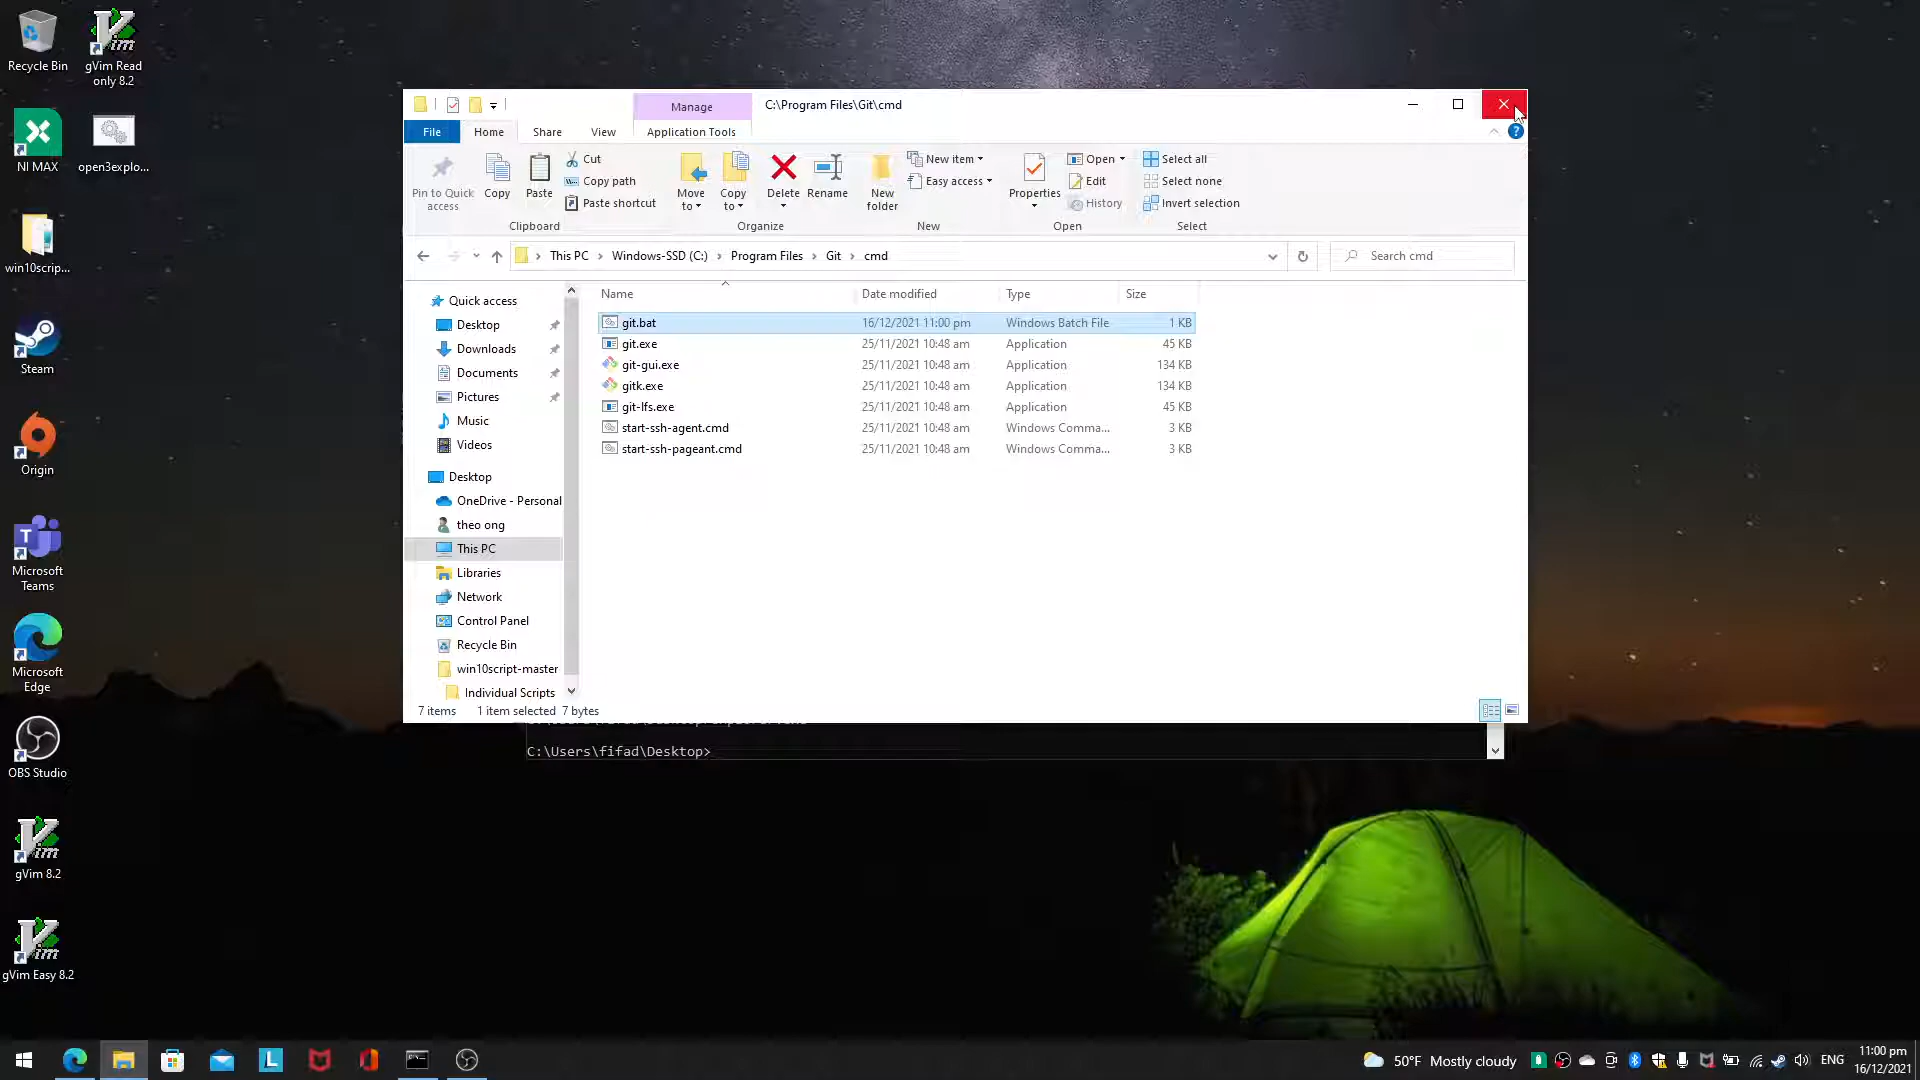 Recycle Bin
gVim Read
only 8.2
NI MAX
open3explo...
win10scrip...
Steam
Origin
Microsoft
Teams
Microsoft
Edge
OBS Studio
gVim 8.2
gVim Easy 8.2
Manage
C:\Program Files\Git\cmd
File
Home
Share
View
Application Tools
Pin to Quick
access
Copy
Paste
Cut
Copy path
Paste shortcut
Clipboard
Move
to
Copy
to
Delete
Rename
Organize
New
folder
New item
Easy access
New
Properties
Open
Edit
History
Open
Select all
Select none
Invert selection
Select
This PC > Windows-SSD (C:) > Program Files > Git > cmd
Search cmd
Quick access
Desktop
Downloads
Documents
Pictures
Music
Videos
Desktop
OneDrive - Personal
theo ong
This PC
Libraries
Network
Control Panel
Recycle Bin
win10script-master
Individual Scripts
Name Date modified Type Size
git.bat 16/12/2021 11:00 pm Windows Batch File 1 KB
git.exe 25/11/2021 10:48 am Application 45 KB
git-gui.exe 25/11/2021 10:48 am Application 134 KB
gitk.exe 25/11/2021 10:48 am Application 134 KB
git-lfs.exe 25/11/2021 10:48 am Application 45 KB
start-ssh-agent.cmd 25/11/2021 10:48 am Windows Comma... 3 KB
start-ssh-pageant.cmd 25/11/2021 10:48 am Windows Comma... 3 KB
7 items 1 item selected 7 bytes
C:\Users\fifad\Desktop>
50°F Mostly cloudy
ENG
11:00 pm
16/12/2021